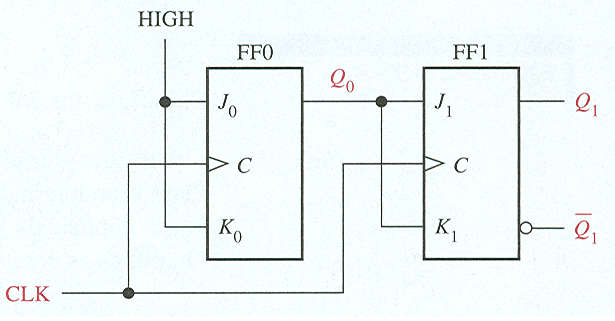 HIGH
FF0 FF1
Q₀
J₀ J₁ Q₁
C C
K₀ K₁ Q̅₁
CLK